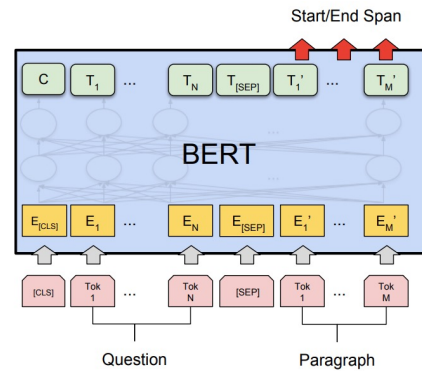 Start/End Span
C T1 ... TN T[SEP] T1' ... TM'
...
BERT
...
E[CLS] E1 ... EN E[SEP] E1' ... EM'
[CLS] Tok 1 ... Tok N [SEP] Tok 1 ... Tok M
Question Paragraph